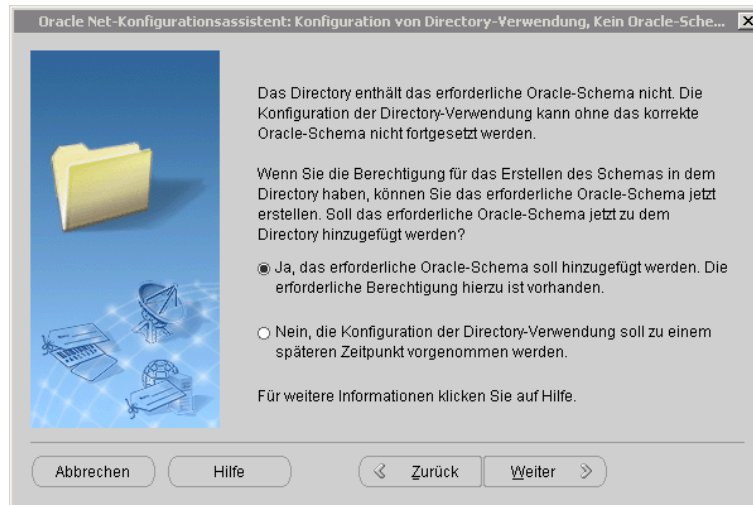 Oracle Net-Konfigurationsassistent: Konfiguration von Directory-Verwendung, Kein Oracle-Sche...
Das Directory enthält das erforderliche Oracle-Schema nicht. Die
Konfiguration der Directory-Verwendung kann ohne das korrekte
Oracle-Schema nicht fortgesetzt werden.
Wenn Sie die Berechtigung für das Erstellen des Schemas in dem
Directory haben, können Sie das erforderliche Oracle-Schema jetzt
erstellen. Soll das erforderliche Oracle-Schema jetzt zu dem
Directory hinzugefügt werden?
Ja, das erforderliche Oracle-Schema soll hinzugefügt werden. Die
erforderliche Berechtigung hierzu ist vorhanden.
Nein, die Konfiguration der Directory-Verwendung soll zu einem
späteren Zeitpunkt vorgenommen werden.
Für weitere Informationen klicken Sie auf Hilfe.
Abbrechen Hilfe Zurück Weiter